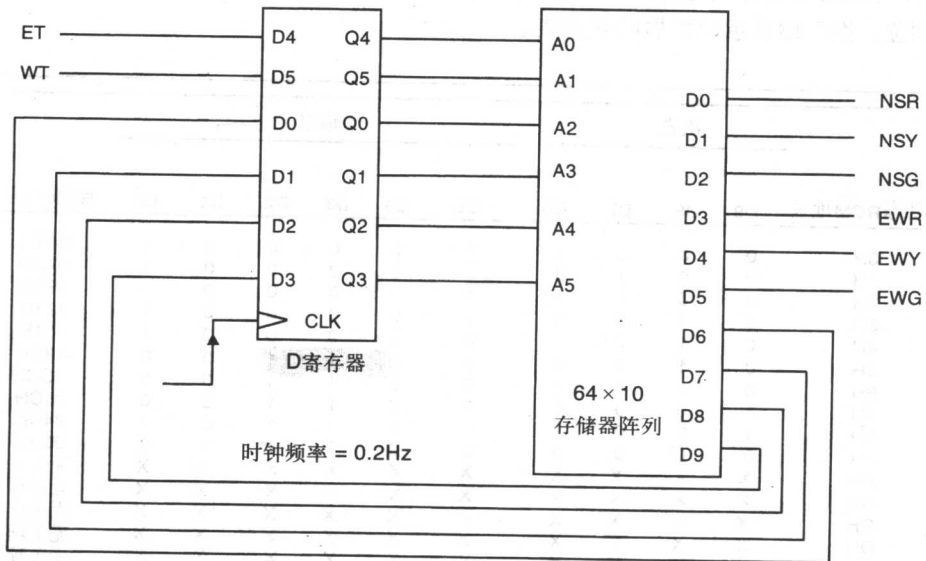 ET
WT
D4 Q4
D5 Q5
D0 Q0
D1 Q1
D2 Q2
D3 Q3
CLK
D寄存器
时钟频率 = 0.2Hz
A0
A1
A2
A3
A4
A5
D0
D1
D2
D3
D4
D5
D6
D7
D8
D9
64 × 10
存储器阵列
NSR
NSY
NSG
EWR
EWY
EWG